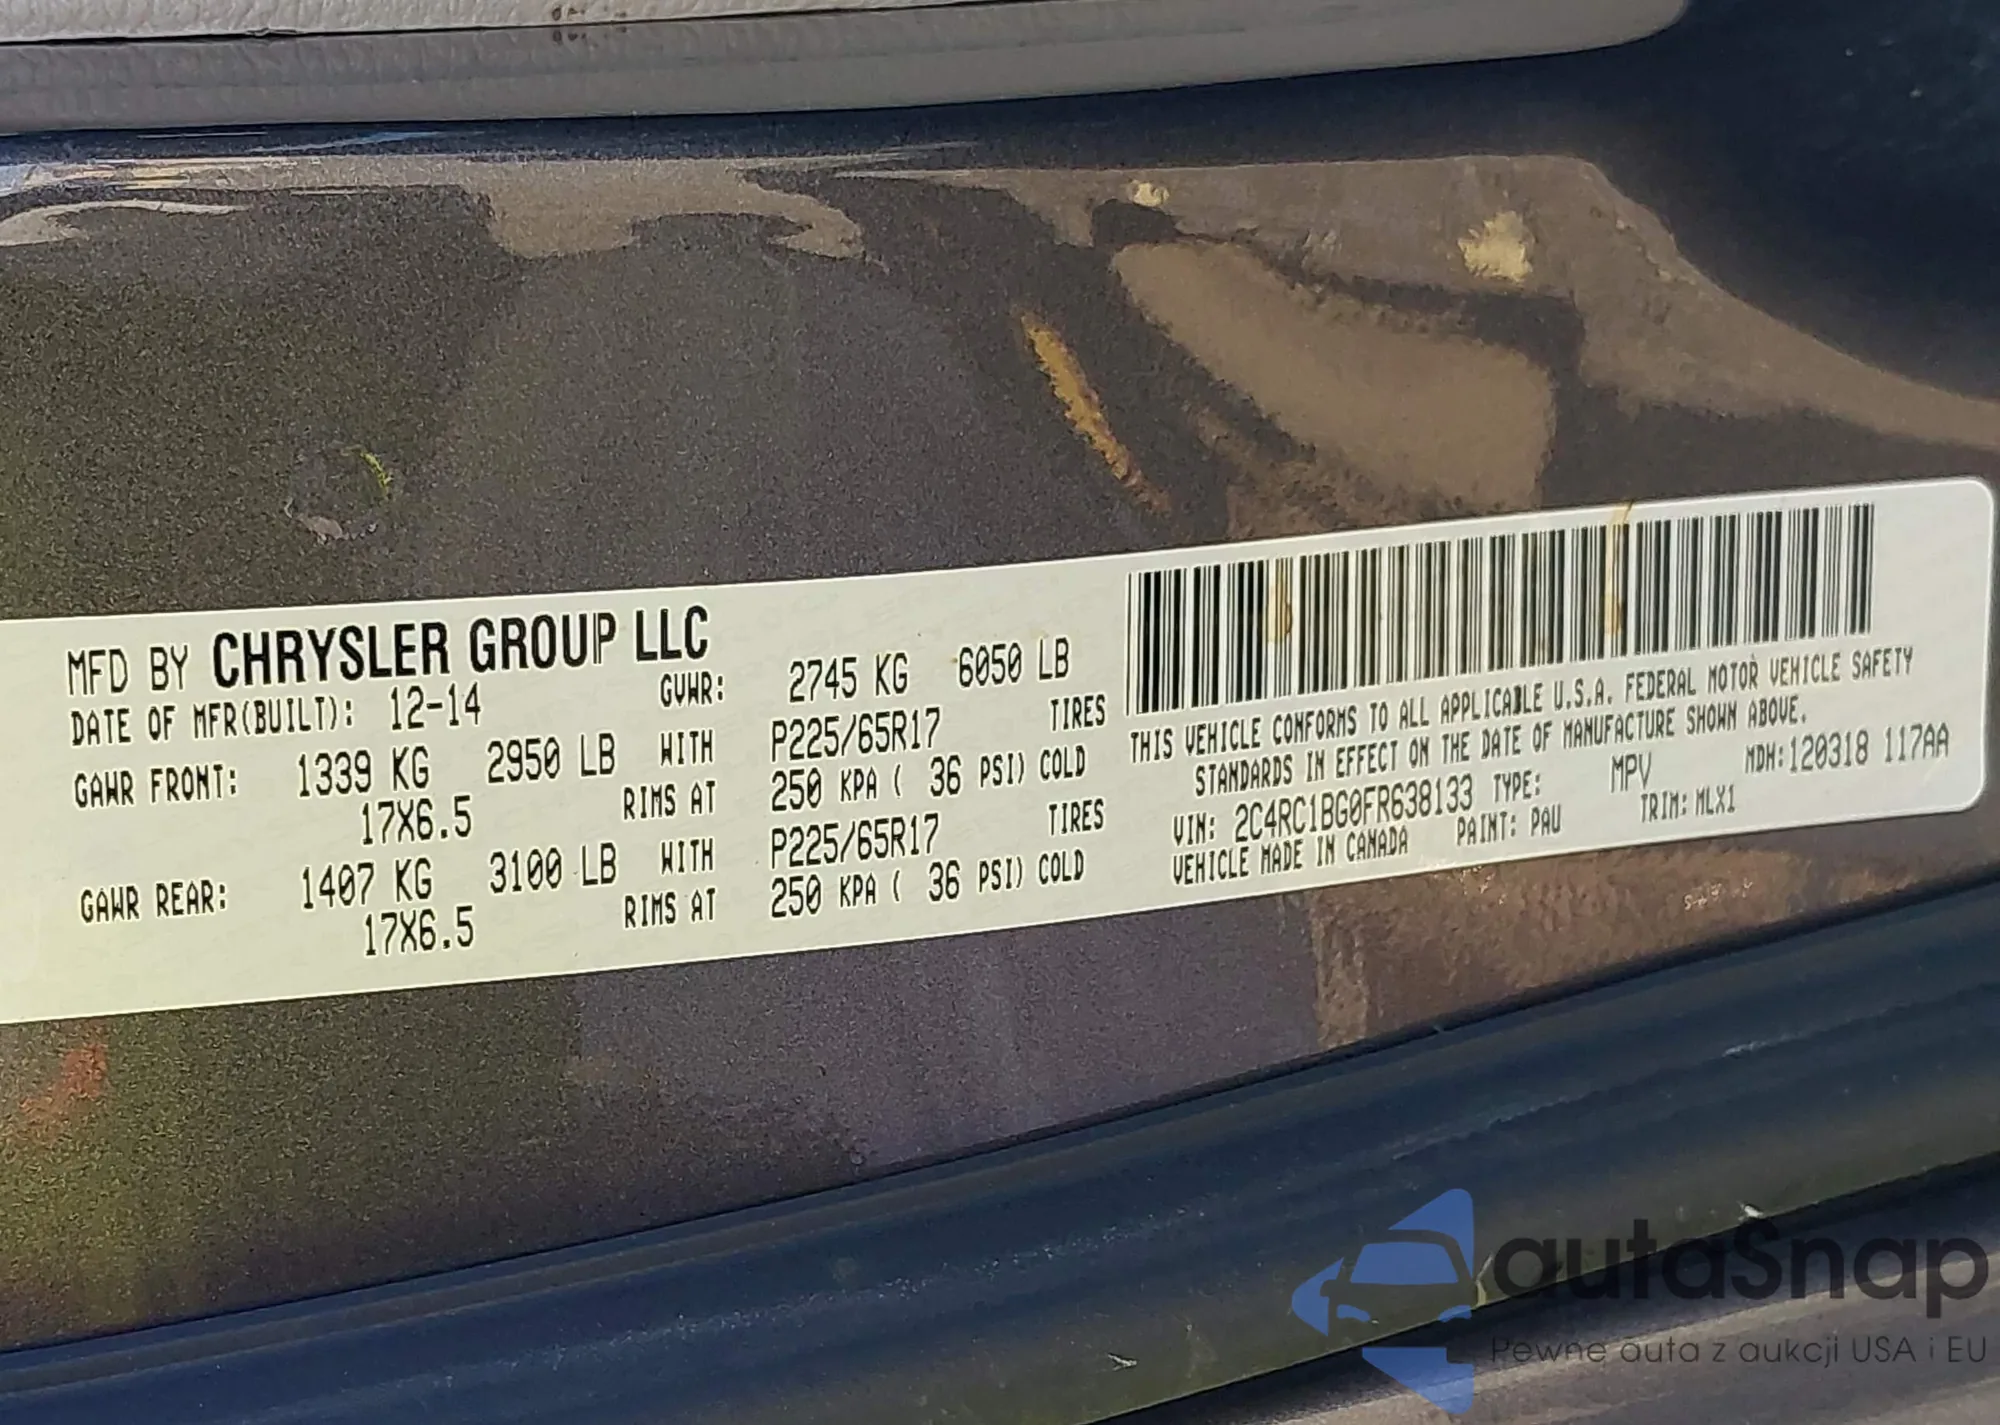 MFD BY CHRYSLER GROUP LLC
DATE OF MFR(BUILT): 12-14 GVWR: 2745 KG 6050 LB
GAWR FRONT: 1339 KG 2950 LB WITH P225/65R17 TIRES
17X6.5 RIMS AT 250 KPA ( 36 PSI) COLD
GAWR REAR: 1407 KG 3100 LB WITH P225/65R17 TIRES
17X6.5 RIMS AT 250 KPA ( 36 PSI) COLD
THIS VEHICLE CONFORMS TO ALL APPLICABLE U.S.A. FEDERAL MOTOR VEHICLE SAFETY
STANDARDS IN EFFECT ON THE DATE OF MANUFACTURE SHOWN ABOVE.
VIN: 2C4RC1BG0FR638133 TYPE: MPV MDH:120318 117AA
VEHICLE MADE IN CANADA PAINT: PAU TRIM: MLX1
autaSnap
Pewne auta z aukcji USA i EU